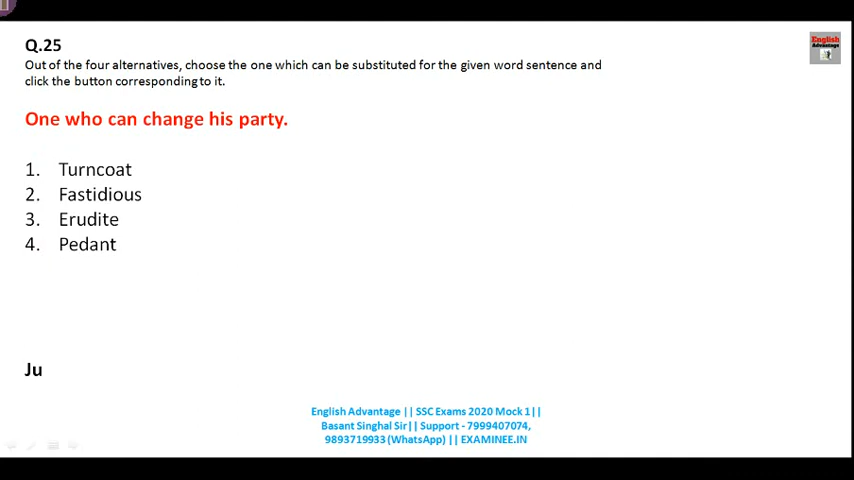 Q.25
English
Advantage
Out of the four alternatives, choose the one which can be substituted for the given word sentence and
click the button corresponding to it.
One who can change his party.
1. Turncoat
2. Fastidious
3. Erudite
4. Pedant
Ju
English Advantage || SSC Exams 2020 Mock 1||
Basant Singhal Sir|| Support - 7999407074,
9893719933 (WhatsApp) || EXAMINEE.IN